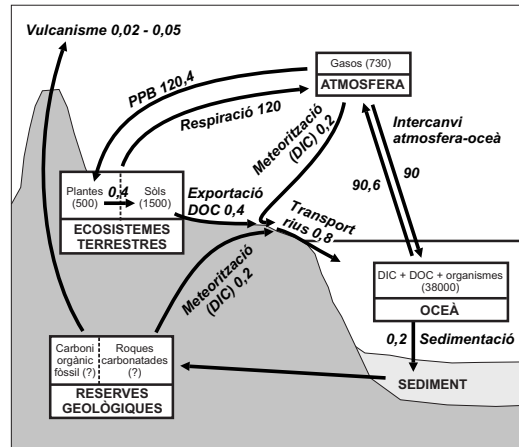 Vulcanisme 0,02 - 0,05
Gasos (730)
ATMOSFERA
PPB 120,4
Respiració 120
Meteorització
(DIC) 0,2
Intercanvi
atmosfera-oceà
90,6
90
Plantes
(500)
0,4
Sòls
(1500)
ECOSISTEMES
TERRESTRES
Exportació
DOC 0,4
Transport
rius 0,8
Meteorització
(DIC) 0,2
DIC + DOC + organismes
(38000)
OCEÀ
0,2 Sedimentació
SEDIMENT
Carboni
orgànic
fòssil (?)
Roques
carbonatades
(?)
RESERVES
GEOLÒGIQUES